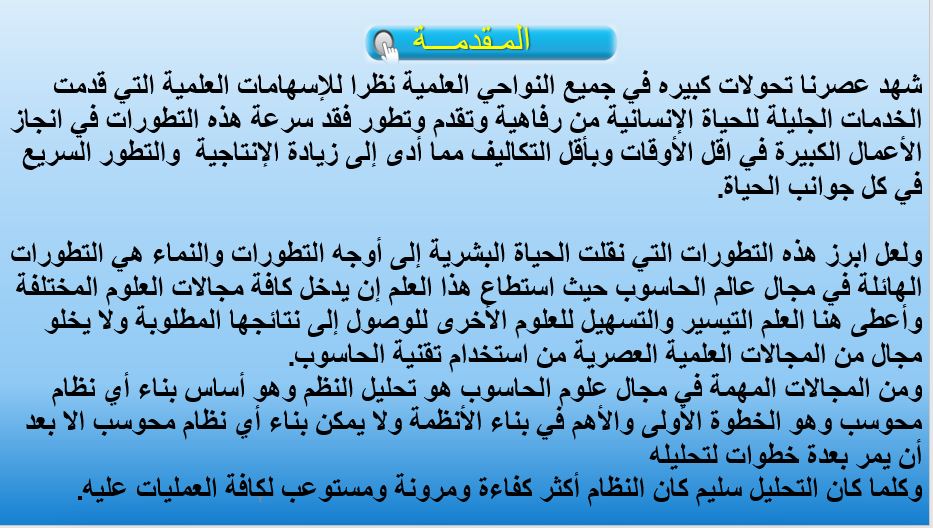 المـقدمـــة
شهد عصرنا تحولات كبيره في جميع النواحي العلمية نظرا للإسهامات العلمية التي قدمت
الخدمات الجليلة للحياة الإنسانية من رفاهية وتقدم وتطور فقد سرعة هذه التطورات في انجاز
الأعمال الكبيرة في اقل الأوقات وبأقل التكاليف مما أدى إلى زيادة الإنتاجية والتطور السريع
في كل جوانب الحياة.
ولعل ابرز هذه التطورات التي نقلت الحياة البشرية إلى أوجه التطورات والنماء هي التطورات
الهائلة في مجال عالم الحاسوب حيث استطاع هذا العلم إن يدخل كافة مجالات العلوم المختلفة
وأعطى هنا العلم التيسير والتسهيل للعلوم الأخرى للوصول إلى نتائجها المطلوبة ولا يخلو
مجال من المجالات العلمية العصرية من استخدام تقنية الحاسوب.
ومن المجالات المهمة في مجال علوم الحاسوب هو تحليل النظم وهو أساس بناء أي نظام
محوسب وهو الخطوة الأولى والأهم في بناء الأنظمة ولا يمكن بناء أي نظام محوسب الا بعد
أن يمر بعدة خطوات لتحليله
وكلما كان التحليل سليم كان النظام أكثر كفاءة ومرونة ومستوعب لكافة العمليات عليه.